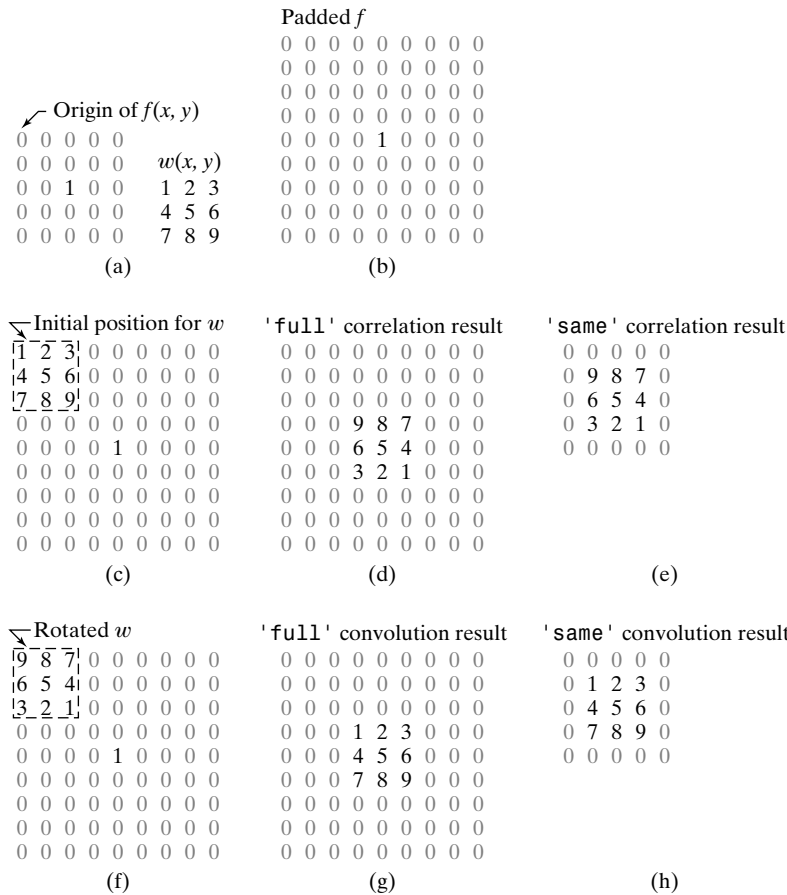 Padded f
0 0 0 0 0 0 0 0 0
0 0 0 0 0 0 0 0 0
0 0 0 0 0 0 0 0 0
0 0 0 0 0 0 0 0 0
0 0 0 0 1 0 0 0 0
0 0 0 0 0 0 0 0 0
0 0 0 0 0 0 0 0 0
0 0 0 0 0 0 0 0 0
0 0 0 0 0 0 0 0 0
(b)
Origin of f(x, y)
0 0 0 0 0
0 0 0 0 0
0 0 1 0 0
0 0 0 0 0
0 0 0 0 0
w(x, y)
1 2 3
4 5 6
7 8 9
(a)
Initial position for w
1 2 3 0 0 0 0 0 0
4 5 6 0 0 0 0 0 0
7 8 9 0 0 0 0 0 0
0 0 0 0 0 0 0 0 0
0 0 0 0 1 0 0 0 0
0 0 0 0 0 0 0 0 0
0 0 0 0 0 0 0 0 0
0 0 0 0 0 0 0 0 0
0 0 0 0 0 0 0 0 0
(c)
'full' correlation result
0 0 0 0 0 0 0 0 0
0 0 0 0 0 0 0 0 0
0 0 0 0 0 0 0 0 0
0 0 0 9 8 7 0 0 0
0 0 0 6 5 4 0 0 0
0 0 0 3 2 1 0 0 0
0 0 0 0 0 0 0 0 0
0 0 0 0 0 0 0 0 0
0 0 0 0 0 0 0 0 0
(d)
'same' correlation result
0 0 0 0 0
0 9 8 7 0
0 6 5 4 0
0 3 2 1 0
0 0 0 0 0
(e)
Rotated w
9 8 7 0 0 0 0 0 0
6 5 4 0 0 0 0 0 0
3 2 1 0 0 0 0 0 0
0 0 0 0 0 0 0 0 0
0 0 0 0 1 0 0 0 0
0 0 0 0 0 0 0 0 0
0 0 0 0 0 0 0 0 0
0 0 0 0 0 0 0 0 0
0 0 0 0 0 0 0 0 0
(f)
'full' convolution result
0 0 0 0 0 0 0 0 0
0 0 0 0 0 0 0 0 0
0 0 0 0 0 0 0 0 0
0 0 0 1 2 3 0 0 0
0 0 0 4 5 6 0 0 0
0 0 0 7 8 9 0 0 0
0 0 0 0 0 0 0 0 0
0 0 0 0 0 0 0 0 0
0 0 0 0 0 0 0 0 0
(g)
'same' convolution result
0 0 0 0 0
0 1 2 3 0
0 4 5 6 0
0 7 8 9 0
0 0 0 0 0
(h)